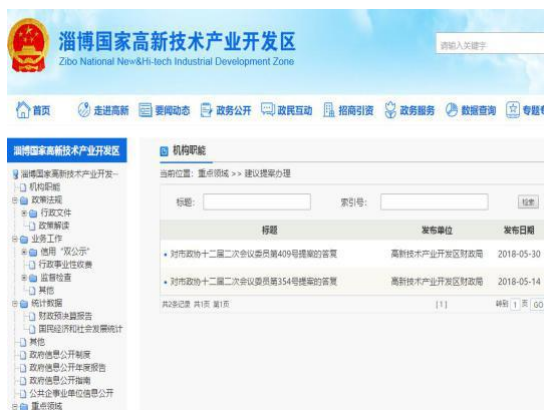 淄博国家高新技术产业开发区
Zibo National New&Hi-tech Industrial Development Zone
请输入关键字
首页 走进高新 要闻动态 政务公开 政民互动 招商引资 政务服务 数据查询 专题专
淄博国家高新技术产业开发区
淄博国家高新技术产业开发···
机构职能
政策法规
行政文件
政策解读
业务工作
信用“双公示”
行政事业性收费
监督检查
其他
统计数据
财政预决算报告
国民经济和社会发展统计
其他
政府信息公开制度
政府信息公开年度报告
政府信息公开指南
公共企事业单位信息公开
重点领域
机构职能
当前位置：重点领域 >> 建议提案办理
标题： 索引号： 检索
标题 发布单位 发布日期
对市政协十二届二次会议委员第409号提案的答复 高新技术产业开发区财政局 2018-05-30
对市政协十二届二次会议委员第354号提案的答复 高新技术产业开发区财政局 2018-05-14
共2条记录 共1页 第1页 [1] 转到 1 页 GO